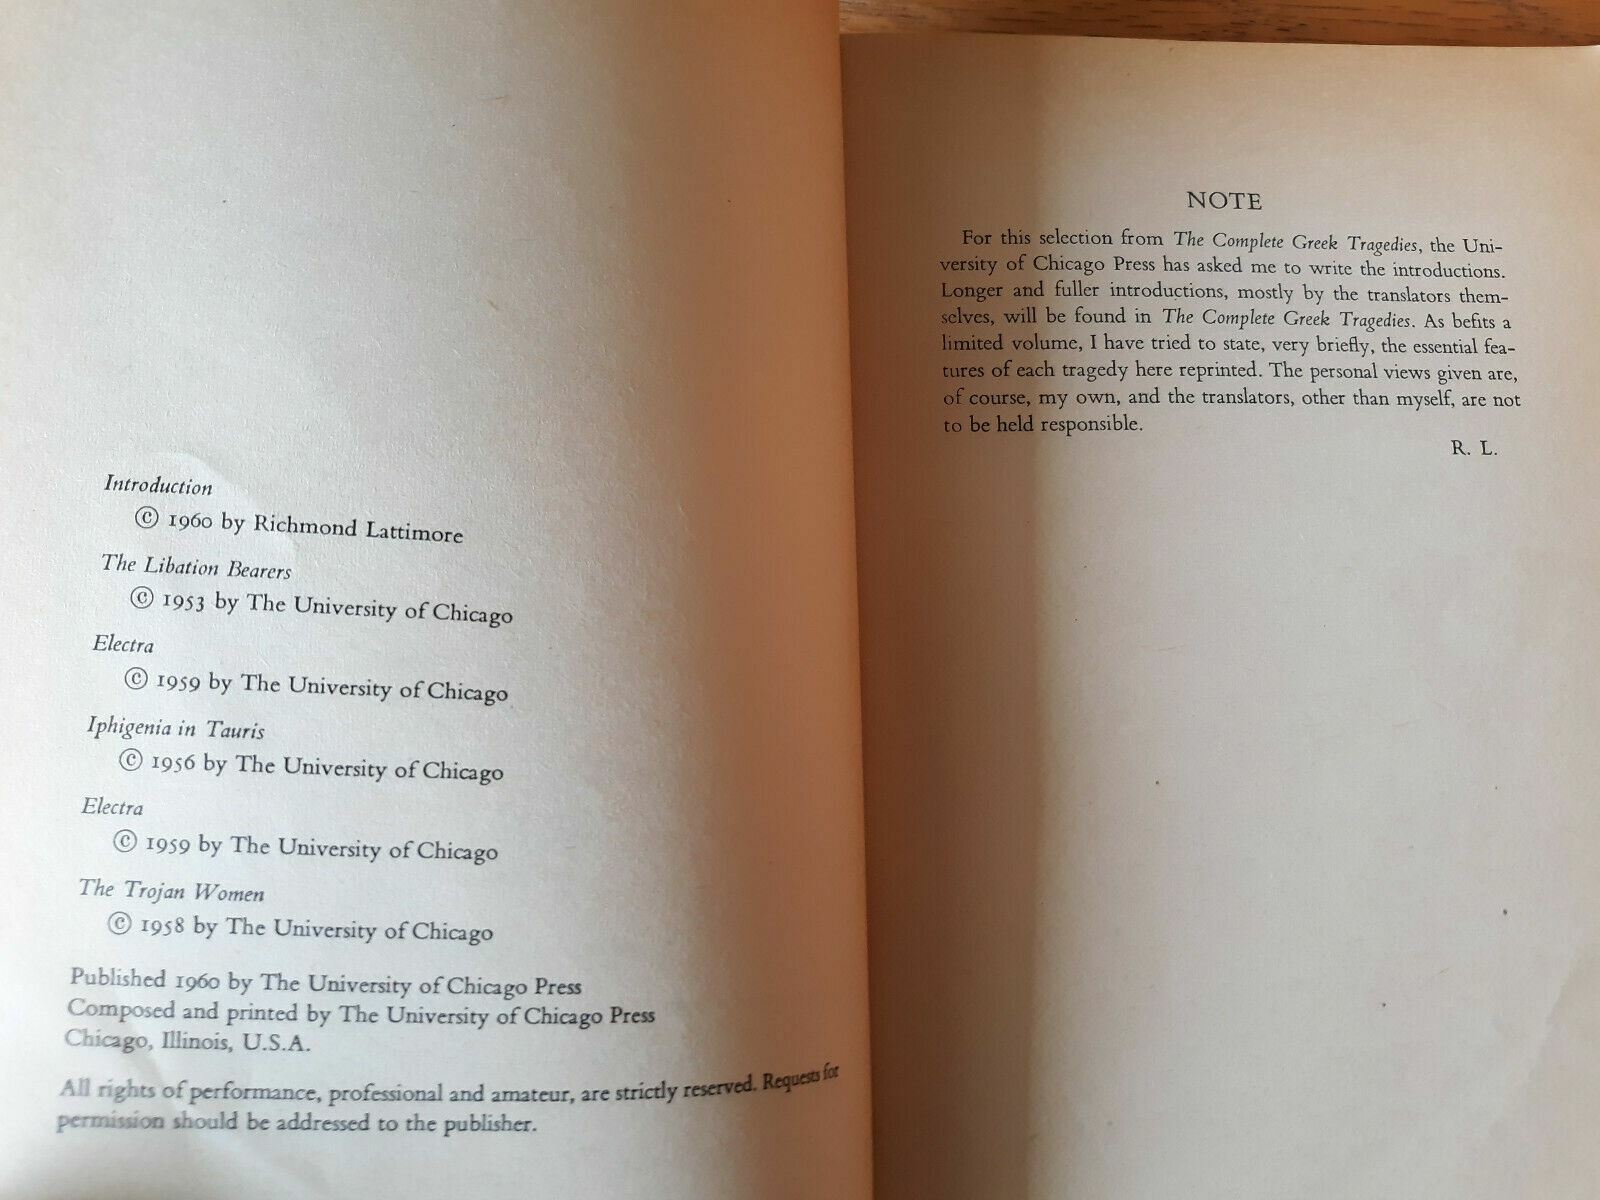 Introduction
© 1960 by Richmond Lattimore
The Libation Bearers
© 1953 by The University of Chicago
Electra
© 1959 by The University of Chicago
Iphigenia in Tauris
© 1956 by The University of Chicago
Electra
© 1959 by The University of Chicago
The Trojan Women
© 1958 by The University of Chicago
Published 1960 by The University of Chicago Press
Composed and printed by The University of Chicago Press
Chicago, Illinois, U.S.A.
All rights of performance, professional and amateur, are strictly reserved. Requests for
permission should be addressed to the publisher.
NOTE
For this selection from The Complete Greek Tragedies, the Uni-
versity of Chicago Press has asked me to write the introductions.
Longer and fuller introductions, mostly by the translators them-
selves, will be found in The Complete Greek Tragedies. As befits a
limited volume, I have tried to state, very briefly, the essential fea-
tures of each tragedy here reprinted. The personal views given are,
of course, my own, and the translators, other than myself, are not
to be held responsible.
R. L.